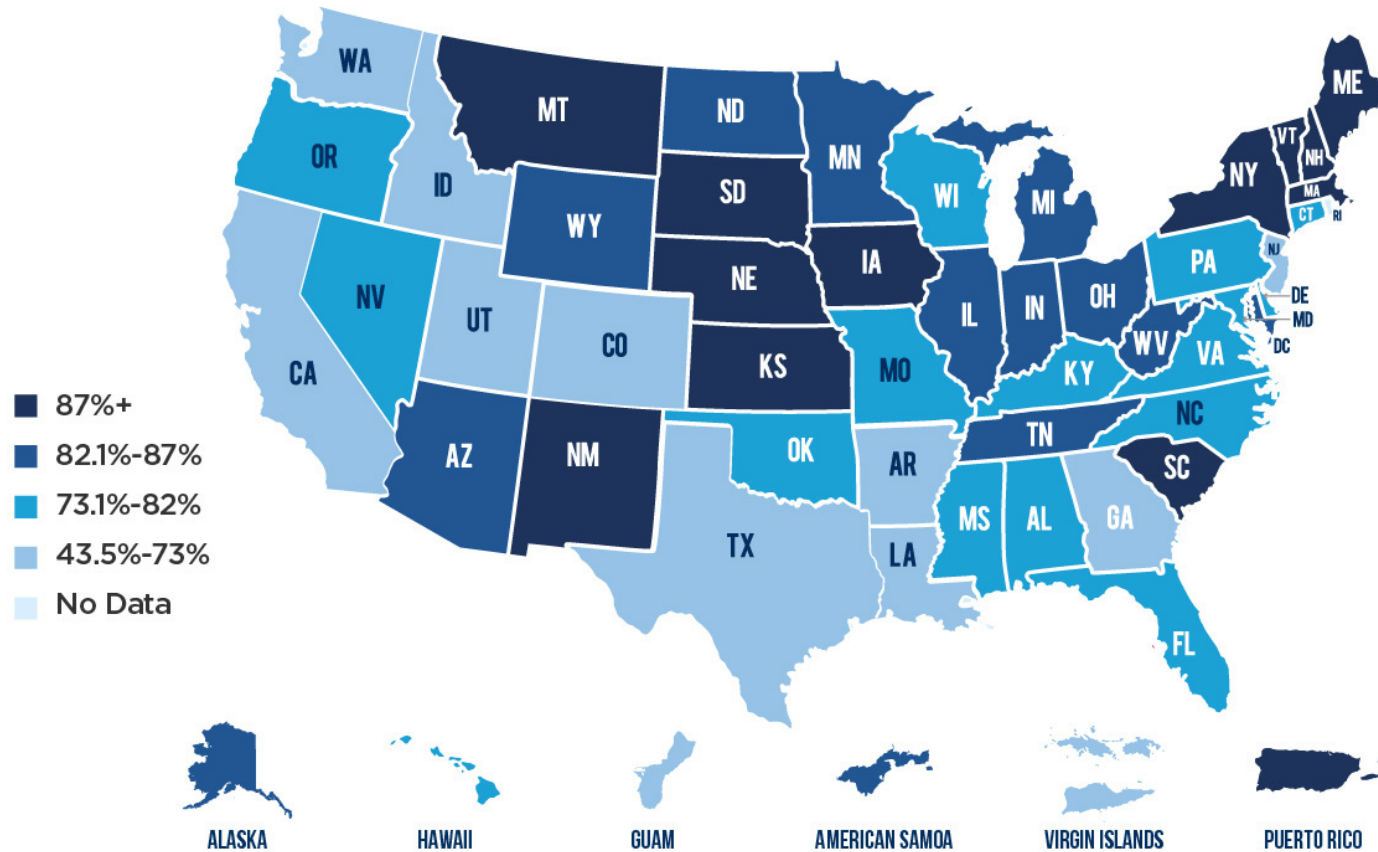 WA
MT
ND
MN
ME
VT
NH
OR
ID
SD
WI
MI
NY
MA
CT
RI
WY
IA
PA
NJ
NV
NE
IL
IN
OH
DE
UT
CO
MD
CA
KS
MO
WV
VA
DC
KY
87%+
82.1%-87%
73.1%-82%
43.5%-73%
No Data
AZ
NM
OK
AR
TN
NC
SC
TX
LA
MS
AL
GA
FL
ALASKA
HAWAII
GUAM
AMERICAN SAMOA
VIRGIN ISLANDS
PUERTO RICO